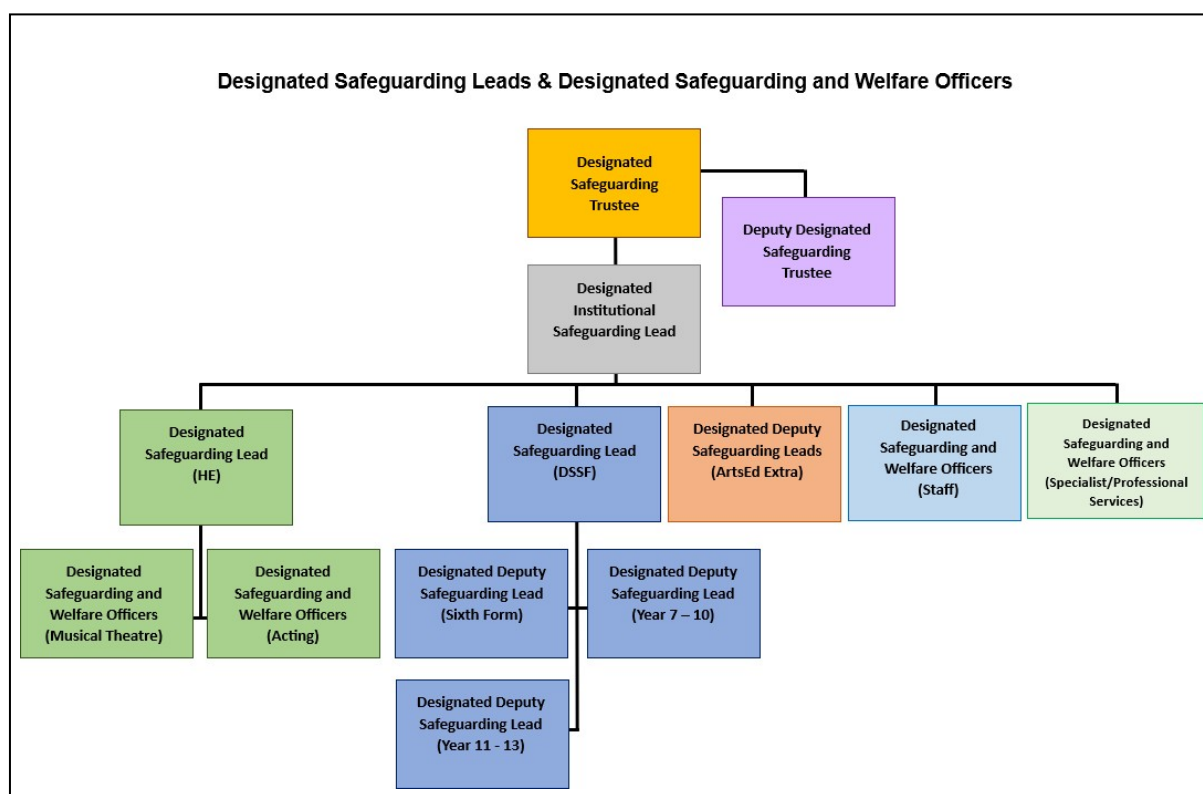 Designated Safeguarding Leads & Designated Safeguarding and Welfare Officers
Designated
Safeguarding
Trustee
Deputy Designated
Safeguarding
Trustee
Designated
Institutional
Safeguarding Lead
Designated
Safeguarding Lead
(HE)
Designated
Safeguarding Lead
(DSSF)
Designated Deputy
Safeguarding Leads
(ArtsEd Extra)
Designated
Safeguarding and
Welfare Officers
(Staff)
Designated
Safeguarding and
Welfare Officers
(Specialist/Professional
Services)
Designated
Safeguarding and
Welfare Officers
(Musical Theatre)
Designated
Safeguarding and
Welfare Officers
(Acting)
Designated Deputy
Safeguarding Lead
(Sixth Form)
Designated Deputy
Safeguarding Lead
(Year 7 – 10)
Designated Deputy
Safeguarding Lead
(Year 11 - 13)